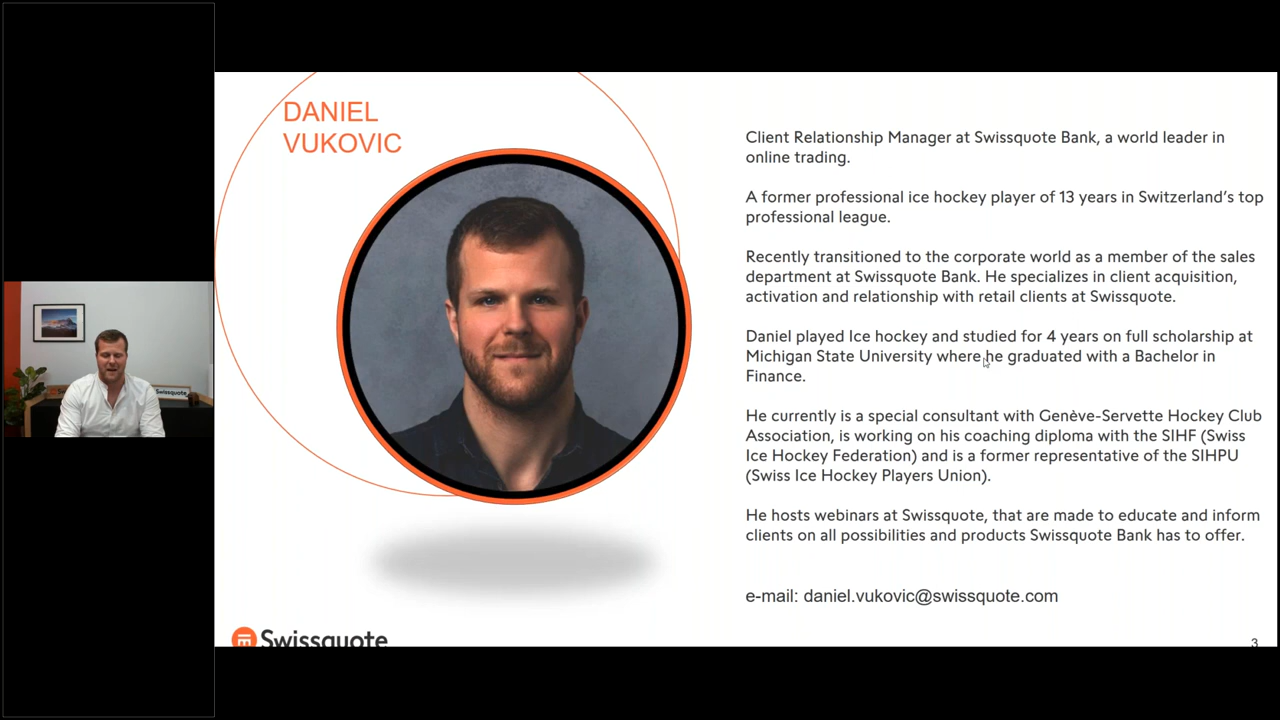 DANIEL
VUKOVIC
Client Relationship Manager at Swissquote Bank, a world leader in
online trading.
A former professional ice hockey player of 13 years in Switzerland's top
professional league.
Recently transitioned to the corporate world as a member of the sales
department at Swissquote Bank. He specializes in client acquisition,
activation and relationship with retail clients at Swissquote.
Daniel played Ice hockey and studied for 4 years on full scholarship at
Michigan State University where he graduated with a Bachelor in
Finance.
He currently is a special consultant with Genève-Servette Hockey Club
Association, is working on his coaching diploma with the SIHF (Swiss
Ice Hockey Federation) and is a former representative of the SIHPU
(Swiss Ice Hockey Players Union).
He hosts webinars at Swissquote, that are made to educate and inform
clients on all possibilities and products Swissquote Bank has to offer.
e-mail: daniel.vukovic@swissquote.com
Swissquote
3
Swissquote